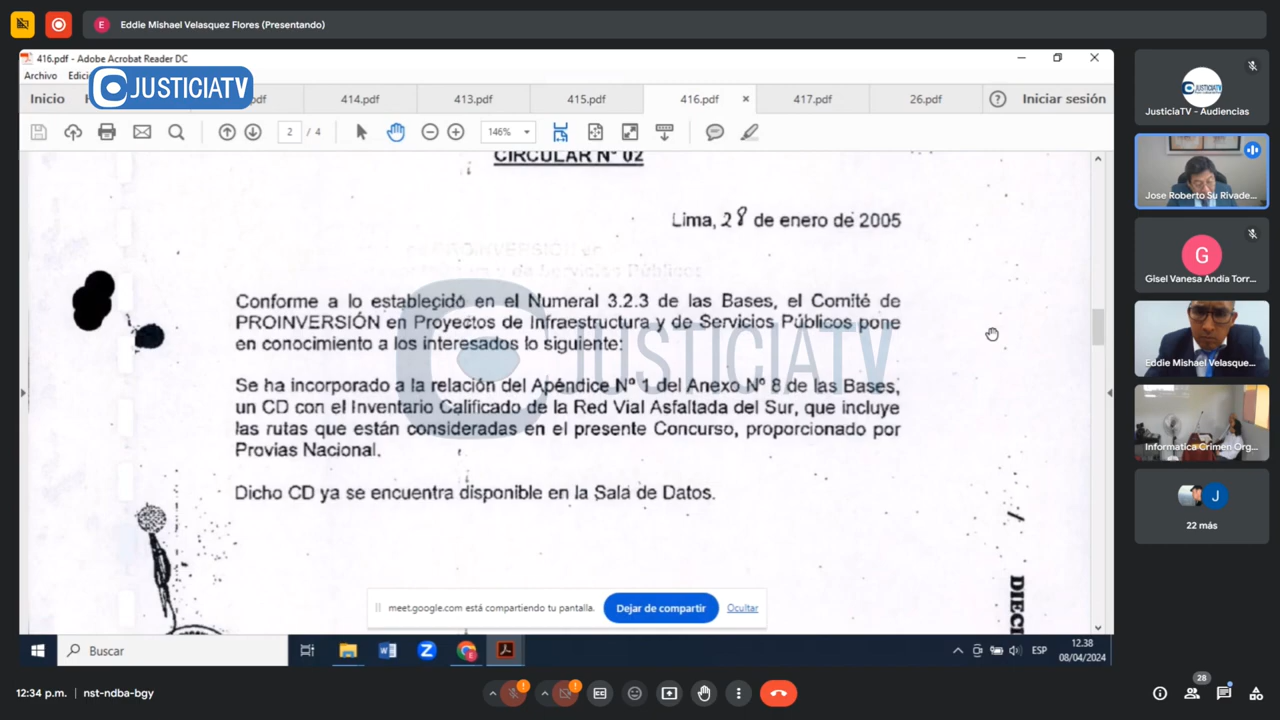 E Eddie Mishael Velasquez Flores (Presentando)
416.pdf - Adobe Acrobat Reader DC
Archivo
JUSTICIATV
Inicio
414.pdf
413.pdf
415.pdf
416.pdf
417.pdf
26.pdf
Iniciar sesión
2 / 4
146%
CIRCULAR Nº 02
Lima, 28 de enero de 2005
Conforme a lo establecido en el Numeral 3.2.3 de las Bases, el Comité de
PROINVERSIÓN en Proyectos de Infraestructura y de Servicios Públicos pone
en conocimiento a los interesados lo siguiente:
JUSTICIATV
Se ha incorporado a la relación del Apéndice Nº 1 del Anexo Nº 8 de las Bases,
un CD con el Inventario Calificado de la Red Vial Asfaltada del Sur, que incluye
las rutas que están consideradas en el presente Concurso, proporcionado por
Provias Nacional.
Dicho CD ya se encuentra disponible en la Sala de Datos.
DIECI
meet.google.com está compartiendo tu pantalla.
Dejar de compartir
Ocultar
Buscar
ESP
12.38
08/04/2024
JusticiaTV - Audiencias
Jose Roberto Su Rivade...
G
Gisel Vanesa Andia Torr...
Eddie Mishael Velasque...
Informatica Crimen Org...
J
22 más
12:34 p.m.
nst-ndba-bgy
28